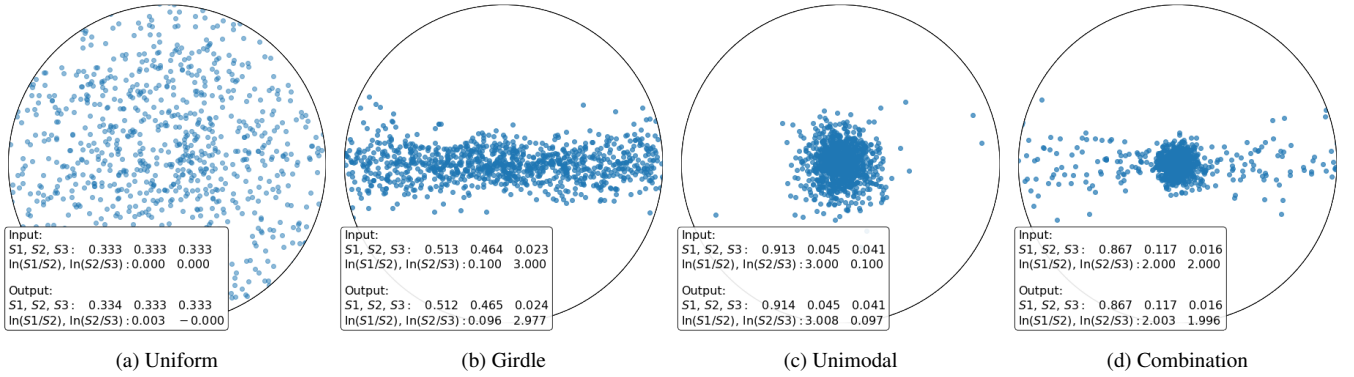 Input:
S1, S2, S3: 0.333 0.333 0.333
ln(S1/S2), ln(S2/S3): 0.000 0.000
Output:
S1, S2, S3: 0.334 0.333 0.333
ln(S1/S2), ln(S2/S3): 0.003 −0.000
(a) Uniform
Input:
S1, S2, S3: 0.513 0.464 0.023
ln(S1/S2), ln(S2/S3): 0.100 3.000
Output:
S1, S2, S3: 0.512 0.465 0.024
ln(S1/S2), ln(S2/S3): 0.096 2.977
(b) Girdle
Input:
S1, S2, S3: 0.913 0.045 0.041
ln(S1/S2), ln(S2/S3): 3.000 0.100
Output:
S1, S2, S3: 0.914 0.045 0.041
ln(S1/S2), ln(S2/S3): 3.008 0.097
(c) Unimodal
Input:
S1, S2, S3: 0.867 0.117 0.016
ln(S1/S2), ln(S2/S3): 2.000 2.000
Output:
S1, S2, S3: 0.867 0.117 0.016
ln(S1/S2), ln(S2/S3): 2.003 1.996
(d) Combination